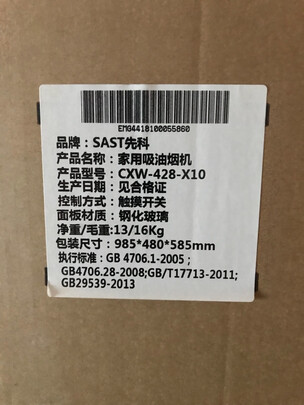 EMG4418100055860
品牌：SAST先科
产品名称：家用吸油烟机
产品型号：CXW-428-X10
生产日期：见合格证
控制方式：触摸开关
面板材质：钢化玻璃
净重/毛重:13/16Kg
包装尺寸：985*480*585mm
执行标准：GB 4706.1-2005 ;
GB4706.28-2008;GB/T17713-2011;
GB29539-2013